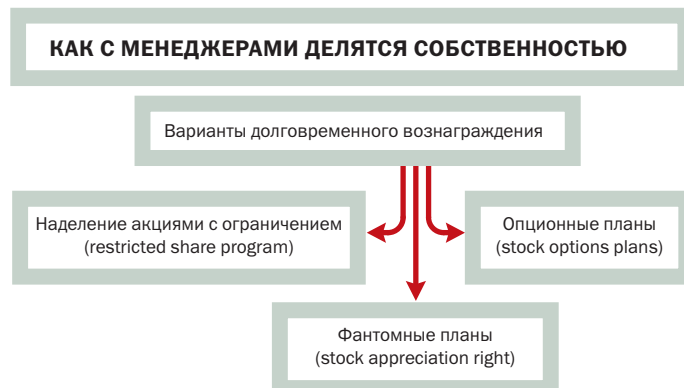 КАК С МЕНЕДЖЕРАМИ ДЕЛЯТСЯ СОБСТВЕННОСТЬЮ
Варианты долговременного вознаграждения
Наделение акциями с ограничением
(restricted share program)
Опционные планы
(stock options plans)
Фантомные планы
(stock appreciation right)